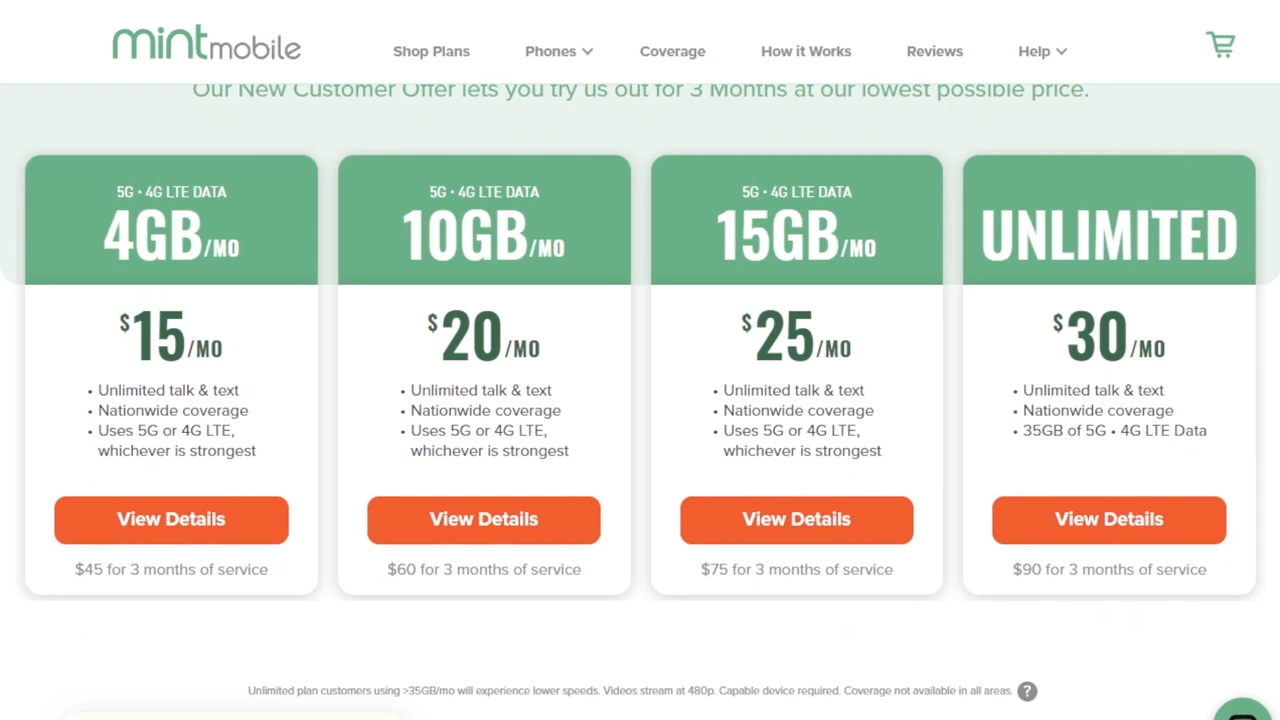 mintmobile
Shop Plans
Phones
Coverage
How it Works
Reviews
Help
Our New Customer Offer lets you try us out for 3 Months at our lowest possible price.
5G • 4G LTE DATA
4GB/MO
$15/MO
• Unlimited talk & text
• Nationwide coverage
• Uses 5G or 4G LTE,
whichever is strongest
View Details
$45 for 3 months of service
5G • 4G LTE DATA
10GB/MO
$20/MO
• Unlimited talk & text
• Nationwide coverage
• Uses 5G or 4G LTE,
whichever is strongest
View Details
$60 for 3 months of service
5G • 4G LTE DATA
15GB/MO
$25/MO
• Unlimited talk & text
• Nationwide coverage
• Uses 5G or 4G LTE,
whichever is strongest
View Details
$75 for 3 months of service
UNLIMITED
$30/MO
• Unlimited talk & text
• Nationwide coverage
• 35GB of 5G • 4G LTE Data
View Details
$90 for 3 months of service
Unlimited plan customers using >35GB/mo will experience lower speeds. Videos stream at 480p. Capable device required. Coverage not available in all areas. ?